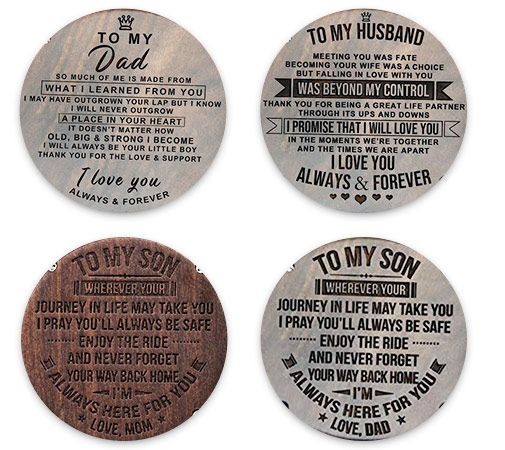 TO MY
Dad
SO MUCH OF ME IS MADE FROM
WHAT I LEARNED FROM YOU
I MAY HAVE OUTGROWN YOUR LAP BUT I KNOW
I WILL NEVER OUTGROW
A PLACE IN YOUR HEART
IT DOESN'T MATTER HOW
OLD, BIG & STRONG I BECOME
I WILL ALWAYS BE YOUR LITTLE BOY
THANK YOU FOR THE LOVE & SUPPORT
I love you
ALWAYS & FOREVER
TO MY HUSBAND
MEETING YOU WAS FATE
BECOMING YOUR WIFE WAS A CHOICE
BUT FALLING IN LOVE WITH YOU
WAS BEYOND MY CONTROL
THANK YOU FOR BEING A GREAT LIFE PARTNER
THROUGH ITS UPS AND DOWNS
I PROMISE THAT I WILL LOVE YOU
IN THE MOMENTS WE'RE TOGETHER
AND THE TIMES WE ARE APART
I LOVE YOU
ALWAYS & FOREVER
TO MY SON
WHEREVER YOUR
JOURNEY IN LIFE MAY TAKE YOU
I PRAY YOU'LL ALWAYS BE SAFE
ENJOY THE RIDE
AND NEVER FORGET
YOUR WAY BACK HOME
I'M
ALWAYS HERE FOR YOU
LOVE, MOM
TO MY SON
WHEREVER YOUR
JOURNEY IN LIFE MAY TAKE YOU
I PRAY YOU'LL ALWAYS BE SAFE
ENJOY THE RIDE
AND NEVER FORGET
YOUR WAY BACK HOME
I'M
ALWAYS HERE FOR YOU
LOVE, DAD